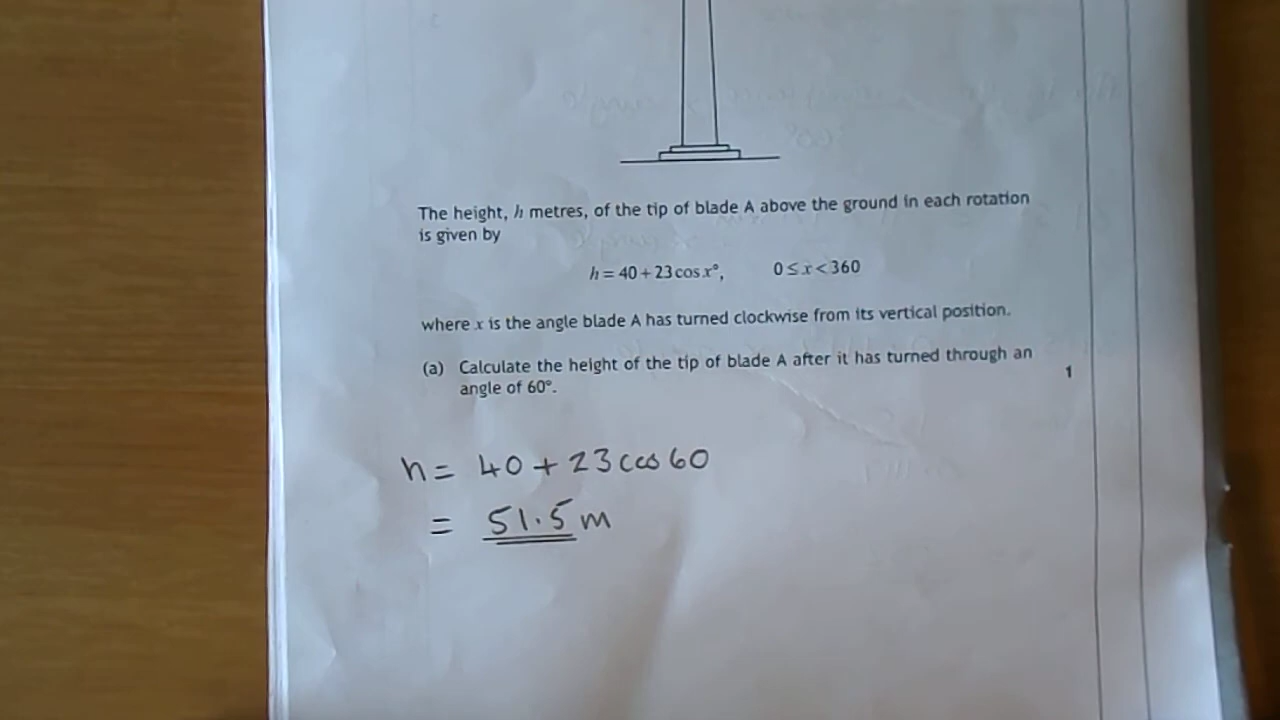 The height, h metres, of the tip of blade A above the ground in each rotation
is given by
h = 40 + 23 cos x°, 0 ≤ x < 360
where x is the angle blade A has turned clockwise from its vertical position.
(a) Calculate the height of the tip of blade A after it has turned through an
angle of 60°.
1
h = 40 + 23 cos 60
= 51.5 m